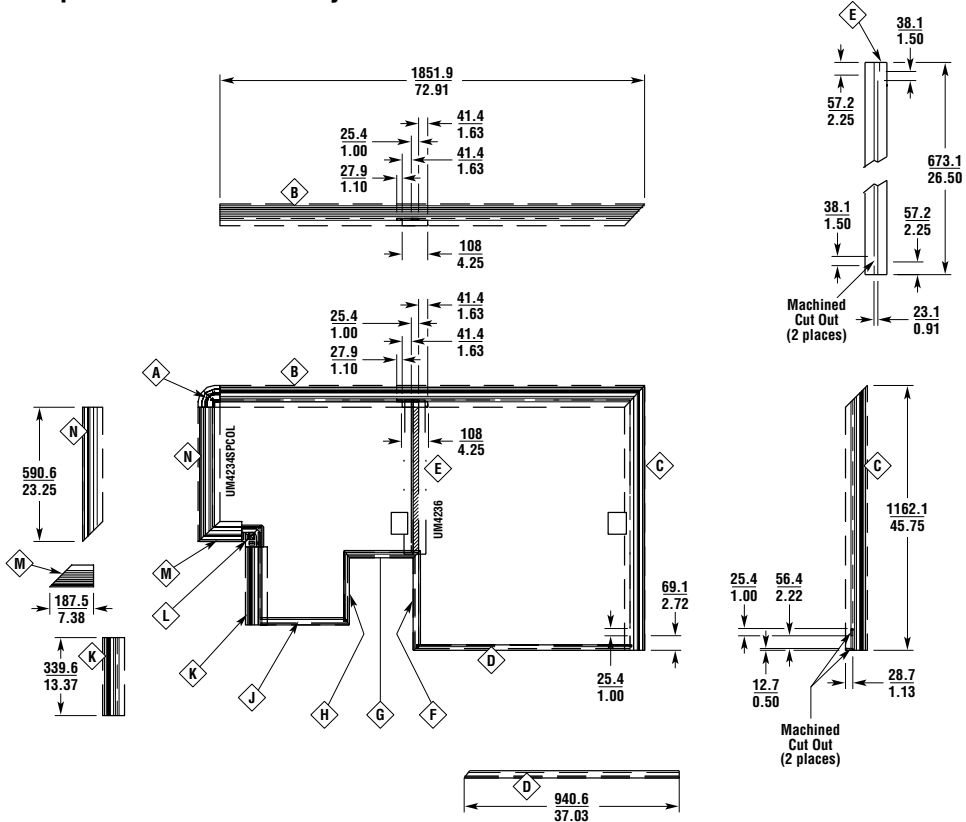 E
38.1
1.50
1851.9
72.91
57.2
2.25
41.4
1.63
25.4
1.00
41.4
1.63
27.9
1.10
673.1
26.50
B
38.1
1.50
57.2
2.25
108
4.25
Machined
Cut Out
(2 places)
23.1
0.91
41.4
1.63
25.4
1.00
41.4
1.63
27.9
1.10
A
B
N
590.6
23.25
N
UM4234SPCOL
108
4.25
E
UM4236
C
C
1162.1
45.75
M
187.5
7.38
M
L
K
339.6
13.37
K
J
H
G
F
D
69.1
2.72
25.4
1.00
25.4
1.00
56.4
2.22
12.7
0.50
28.7
1.13
Machined
Cut Out
(2 places)
D
940.6
37.03